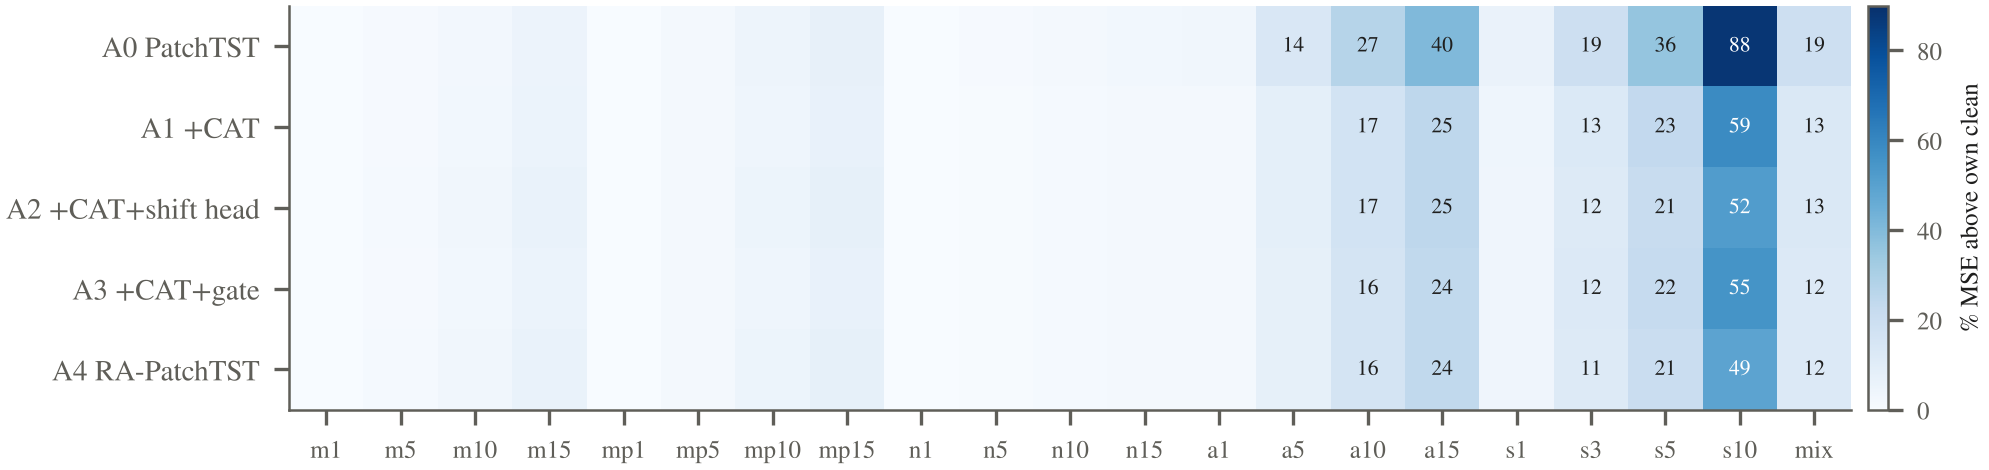 A0 PatchTST 14 27 40 19 36 88 19
A1 +CAT 17 25 13 23 59 13
A2 +CAT+shift head 17 25 12 21 52 13
A3 +CAT+gate 16 24 12 22 55 12
A4 RA-PatchTST 16 24 11 21 49 12
m1 m5 m10 m15 mp1 mp5 mp10 mp15 n1 n5 n10 n15 a1 a5 a10 a15 s1 s3 s5 s10 mix
80
60
40
20
0
% MSE above own clean